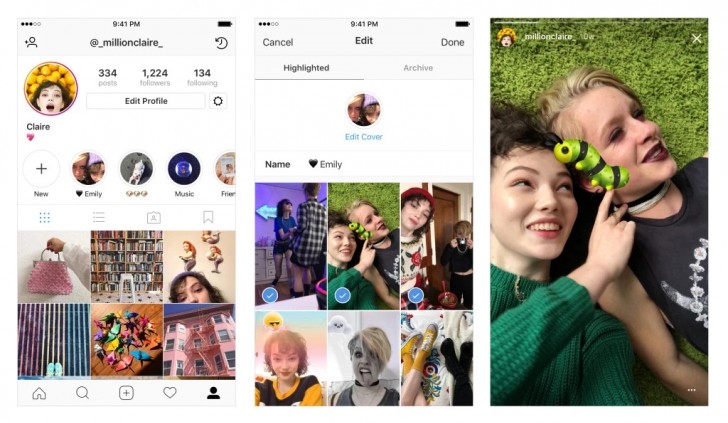 9:41 PM
@_millionclaire_
334 1,224 134
posts followers following
Edit Profile
Claire
New 🖤 Emily 🐶🐶🐶 Music Frien
9:41 PM
Cancel Edit Done
Highlighted Archive
Edit Cover
Name 🖤 Emily
_millionclaire_